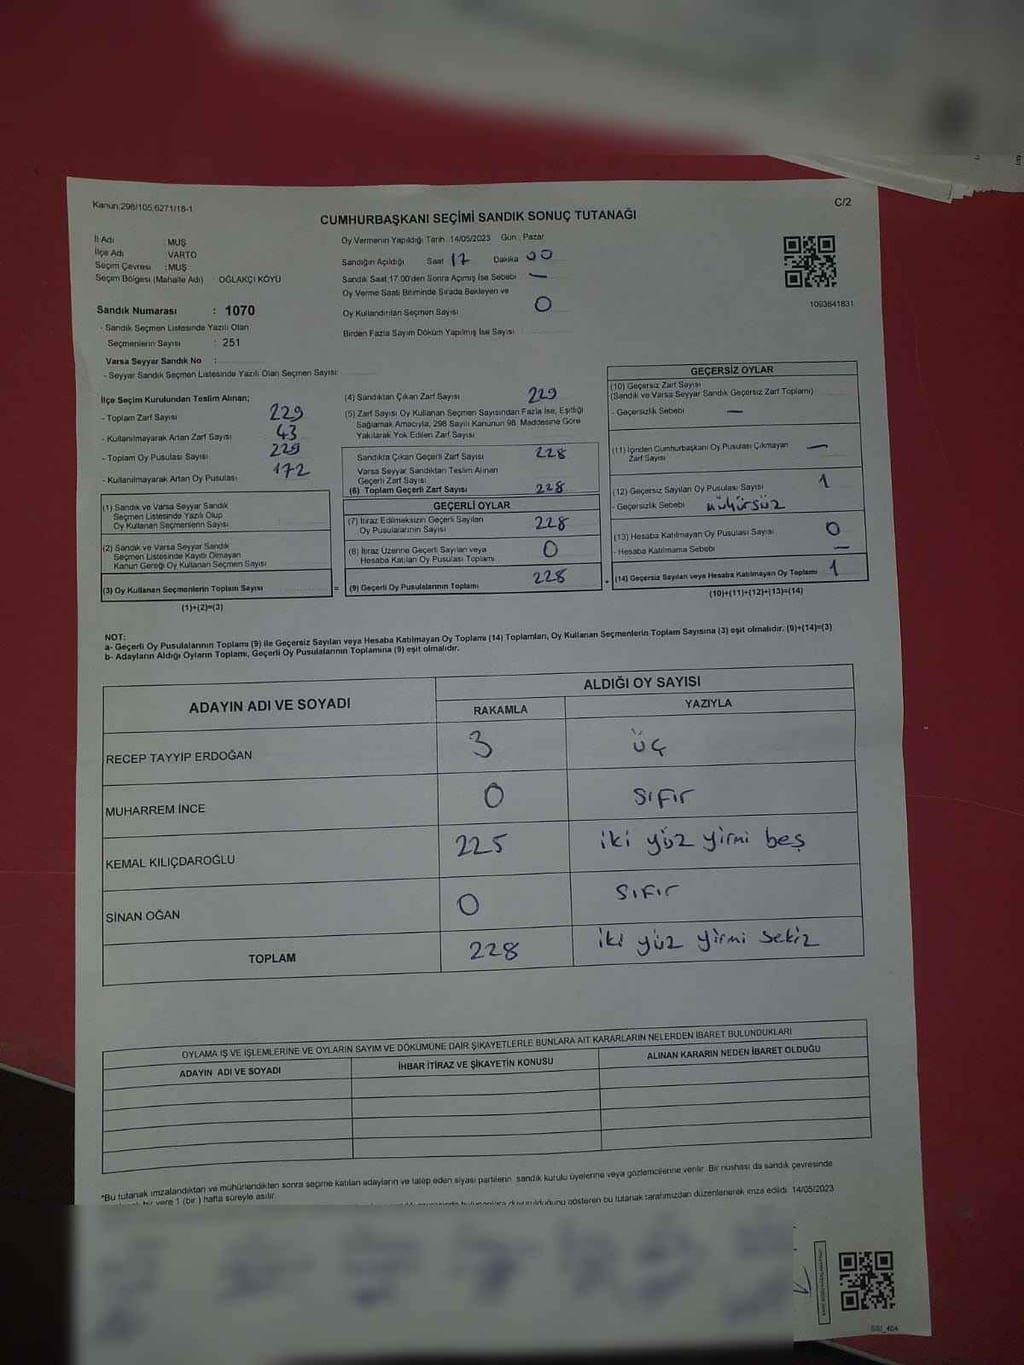 Kanun:298/105,6271/18-1
C/2
CUMHURBAŞKANI SEÇİMİ SANDIK SONUÇ TUTANAĞI
İl Adı : MUŞ
İlçe Adı : VARTO
Seçim Çevresi : MUŞ
Seçim Bölgesi (Mahalle Adı) OĞLAKÇI KÖYÜ
Oy Vermenin Yapıldığı Tarih :14/05/2023 Gün : Pazar
Sandığın Açıldığı Saat 17 Dakika 00
Sandık Saat 17.00'den Sonra Açımış İse Sebebi : —
Oy Verme Saati Bitiminde Sırada Bekleyen ve
Oy Kullandırılan Seçmen Sayısı : 0
Birden Fazla Sayım Döküm Yapılmış İse Sayısı :
1093641831
Sandık Numarası : 1070
- Sandık Seçmen Listesinde Yazılı Olan
Seçmenlerin Sayısı : 251
Varsa Seyyar Sandık No :
- Seyyar Sandık Seçmen Listesinde Yazılı Olan Seçmen Sayısı:
İlçe Seçim Kurulundan Teslim Alınan;
- Toplam Zarf Sayısı 229
- Kullanılmayarak Artan Zarf Sayısı 43
- Toplam Oy Pusulası Sayısı 229
- Kullanılmayarak Artan Oy Pusulası 172
(1) Sandık ve Varsa Seyyar Sandık
Seçmen Listesinde Yazılı Olup
Oy Kullanan Seçmenlerin Sayısı
(2) Sandık ve Varsa Seyyar Sandık
Seçmen Listesinde Kayıtlı Olmayan
Kanun Gereği Oy Kullanan Seçmen Sayısı
(3) Oy Kullanan Seçmenlerin Toplam Sayısı =
(1)+(2)=(3)
(4) Sandıktan Çıkan Zarf Sayısı 229
(5) Zarf Sayısı Oy Kullanan Seçmen Sayısından Fazla İse, Eşitliği
Sağlamak Amacıyla, 298 Sayılı Kanunun 98. Maddesine Göre
Yakılarak Yok Edilen Zarf Sayısı
Sandıkta Çıkan Geçerli Zarf Sayısı 228
Varsa Seyyar Sandıktan Teslim Alınan
Geçerli Zarf Sayısı
(6) Toplam Geçerli Zarf Sayısı 228
GEÇERLİ OYLAR
(7) İtiraz Edilmeksizin Geçerli Sayılan
Oy Pusulalarının Sayısı 228
(8) İtiraz Üzerine Geçerli Sayılan veya
Hesaba Katılan Oy Pusulası Toplamı 0
(9) Geçerli Oy Pusulalarının Toplamı 228 +
GEÇERSİZ OYLAR
(10) Geçersiz Zarf Sayısı
(Sandık ve Varsa Seyyar Sandık Geçersiz Zarf Toplamı)
- Geçersizlik Sebebi —
(11) İçinden Cumhurbaşkanı Oy Pusulası Çıkmayan
Zarf Sayısı —
(12) Geçersiz Sayılan Oy Pusulası Sayısı 1
- Geçersizlik Sebebi mühürsüz
(13) Hesaba Katılmayan Oy Pusulası Sayısı 0
- Hesaba Katılmama Sebebi —
(14) Geçersiz Sayılan veya Hesaba Katılmayan Oy Toplamı 1
(10)+(11)+(12)+(13)=(14)
NOT:
a- Geçerli Oy Pusulalarının Toplamı (9) ile Geçersiz Sayılan veya Hesaba Katılmayan Oy Toplamı (14) Toplamları, Oy Kullanan Seçmenlerin Toplam Sayısına (3) eşit olmalıdır. (9)+(14)=(3)
b- Adayların Aldığı Oyların Toplamı, Geçerli Oy Pusulalarının Toplamına (9) eşit olmalıdır.
ADAYIN ADI VE SOYADI ALDIĞI OY SAYISI
RAKAMLA YAZIYLA
RECEP TAYYİP ERDOĞAN 3 üç
MUHARREM İNCE 0 sıfır
KEMAL KILIÇDAROĞLU 225 iki yüz yirmi beş
SİNAN OĞAN 0 sıfır
TOPLAM 228 iki yüz yirmi sekiz
OYLAMA İŞ VE İŞLEMLERİNE VE OYLARIN SAYIM VE DÖKÜMÜNE DAİR ŞİKAYETLERLE BUNLARA AİT KARARLARIN NELERDEN İBARET BULUNDUKLARI
ADAYIN ADI VE SOYADI İHBAR İTİRAZ VE ŞİKAYETİN KONUSU ALINAN KARARIN NEDEN İBARET OLDUĞU
*Bu tutanak imzalandıktan ve mühürlendikten sonra seçime katılan adayların ve talep eden siyasi partilerin sandık kurulu üyelerine veya gözlemcilerine verilir. Bir nüshası da sandık çevresinde
bir yere 1 (bir) hafta süreyle asılır.
bulunduğunu gösteren bu tutanak tarafımızdan düzenlenerek imza edildi. 14/05/2023